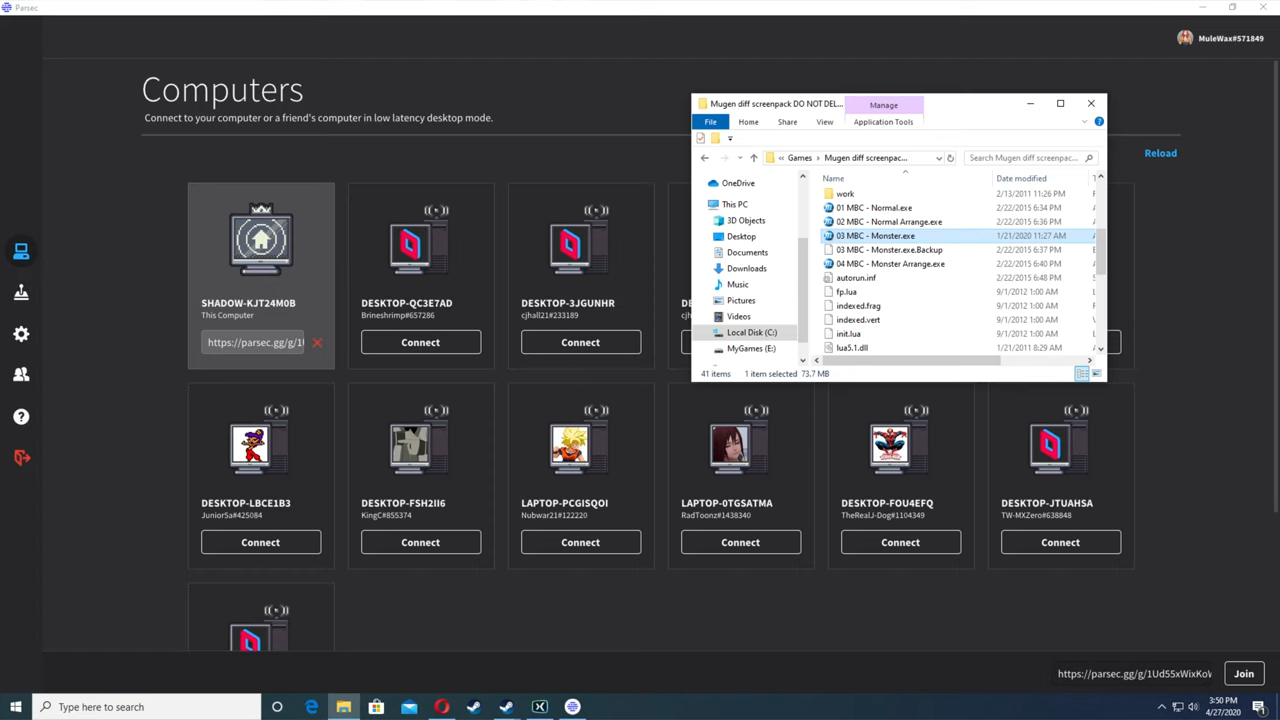 Parsec
MuleWax#571849
Computers
Connect to your computer or a friend's computer in low latency desktop mode.
Reload
Mugen diff screenpack DO NOT DEL...
Manage
File
Home
Share
View
Application Tools
Games
Mugen diff screenpac...
Search Mugen diff screenpac...
Name
Date modified
OneDrive
This PC
3D Objects
Desktop
Documents
Downloads
Music
Pictures
Videos
Local Disk (C:)
MyGames (E:)
work 2/13/2011 11:26 PM
01 MBC - Normal.exe 2/22/2015 6:34 PM
02 MBC - Normal Arrange.exe 2/22/2015 6:36 PM
03 MBC - Monster.exe 1/21/2020 11:27 AM
03 MBC - Monster.exe.Backup 2/22/2015 6:37 PM
04 MBC - Monster Arrange.exe 2/22/2015 6:40 PM
autorun.inf 2/22/2015 6:48 PM
fp.lua 9/1/2012 1:00 AM
indexed.frag 9/1/2012 1:00 AM
indexed.vert 9/1/2012 1:00 AM
init.lua 9/1/2012 1:00 AM
lua5.1.dll 1/21/2011 8:29 AM
41 items 1 item selected 73.7 MB
SHADOW-KJT24M0B
This Computer
https://parsec.gg/g/1
DESKTOP-QC3E7AD
Brineshrimp#657286
Connect
DESKTOP-3JGUNHR
cjhall21#233189
Connect
DESKTOP-LBCE1B3
Junior5a#425084
Connect
DESKTOP-FSH2II6
KingC#855374
Connect
LAPTOP-PCGISQOI
Nubwar21#122220
Connect
LAPTOP-0TGSATMA
RadToonz#1438340
Connect
DESKTOP-FOU4EFQ
TheRealJ-Dog#1104349
Connect
DESKTOP-JTUAHSA
TW-MXZero#638848
Connect
https://parsec.gg/g/1Ud55xWixKoW
Join
Type here to search
3:50 PM
4/27/2020